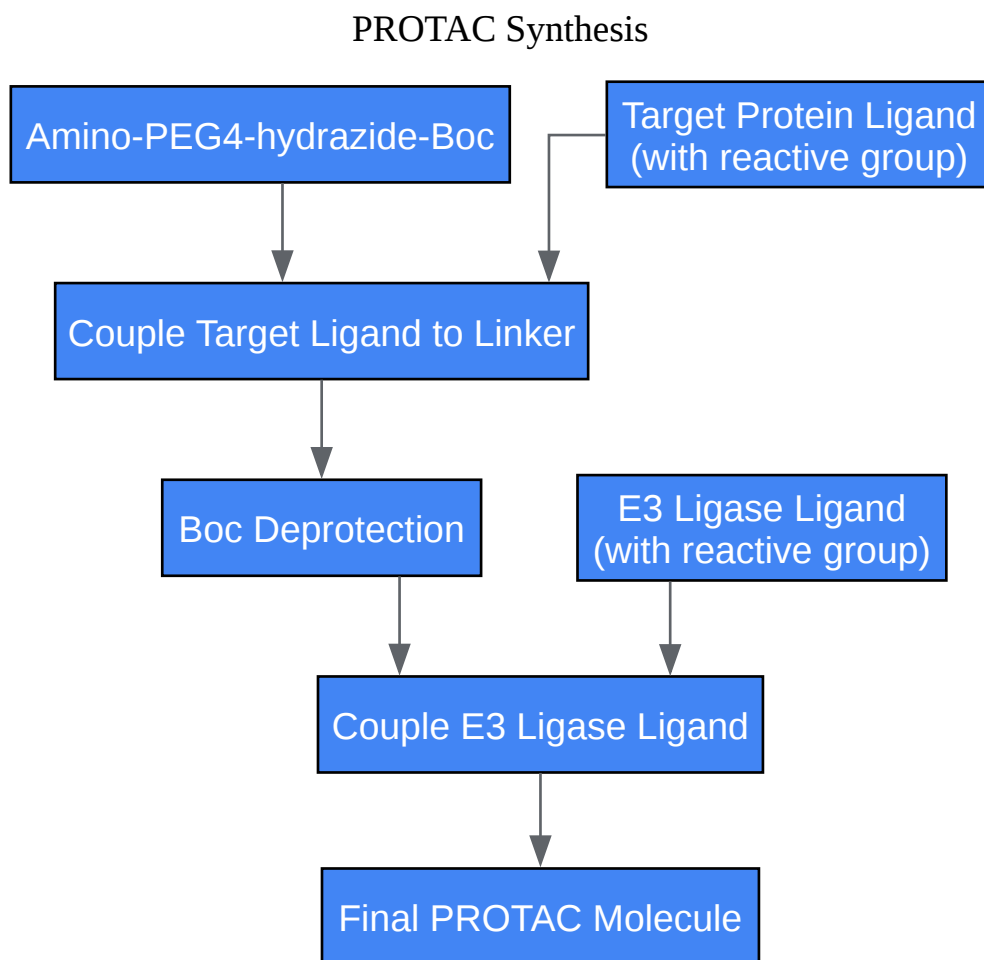 PROTAC Synthesis
Amino-PEG4-hydrazide-Boc
Target Protein Ligand
(with reactive group)
Couple Target Ligand to Linker
Boc Deprotection
E3 Ligase Ligand
(with reactive group)
Couple E3 Ligase Ligand
Final PROTAC Molecule